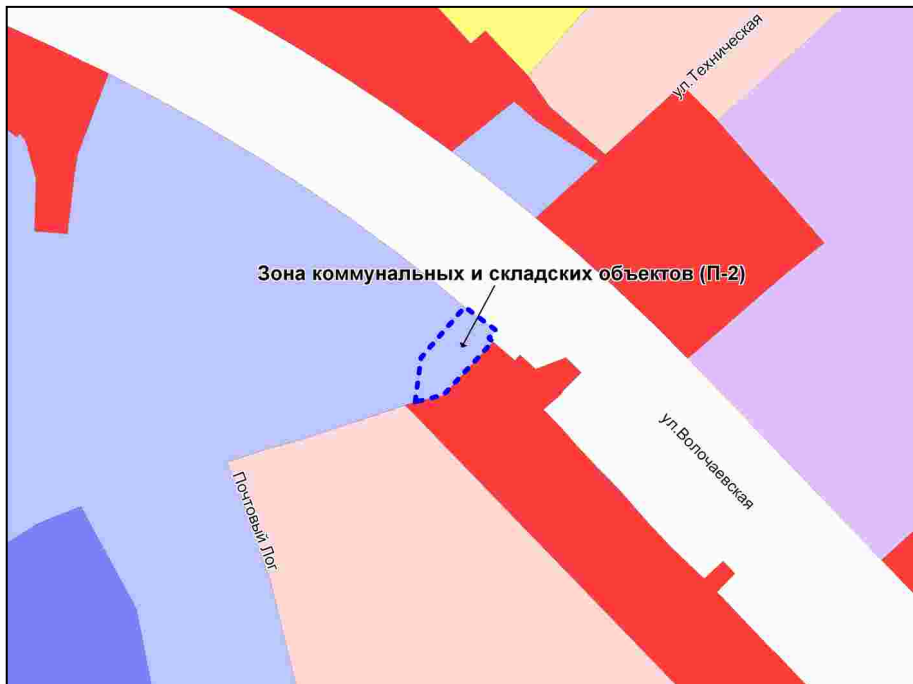 ул.Техническая
Зона коммунальных и складских объектов (П-2)
ул.Волочаевская
Почтовый Лог